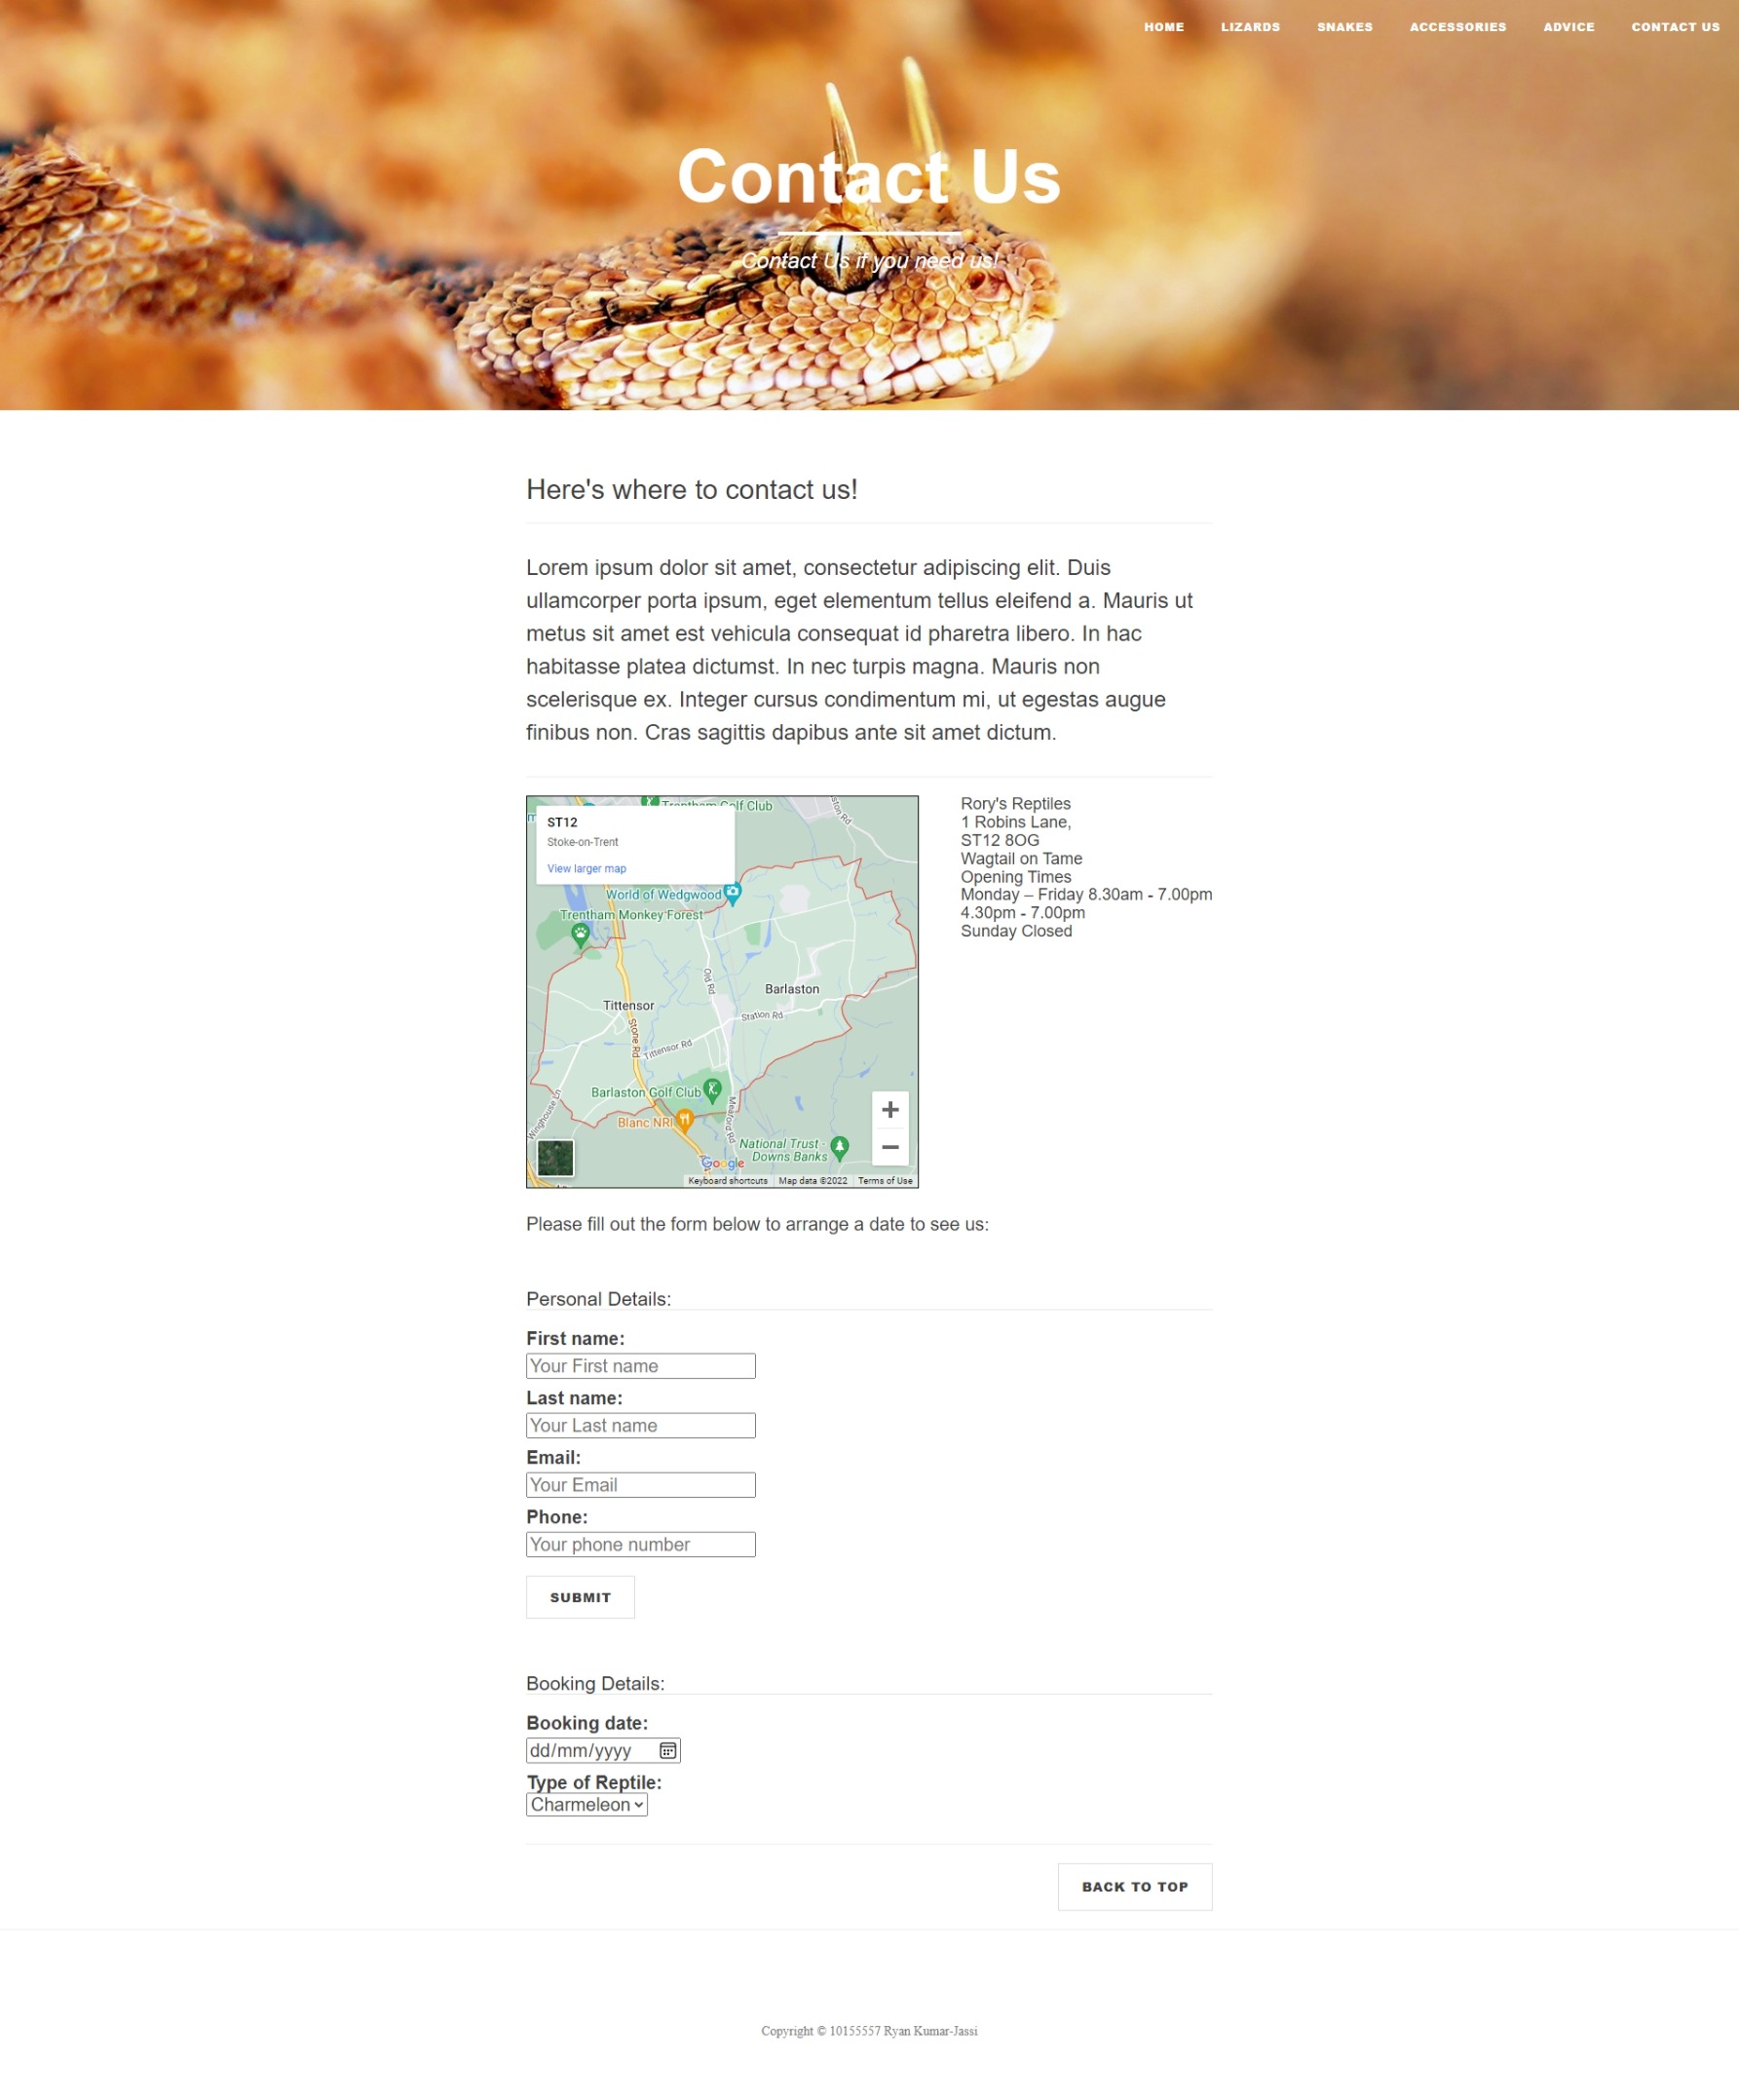 HOME LIZARDS SNAKES ACCESSORIES ADVICE CONTACT US
Contact Us
Contact Us if you need us!
Here's where to contact us!
Lorem ipsum dolor sit amet, consectetur adipiscing elit. Duis
ullamcorper porta ipsum, eget elementum tellus eleifend a. Mauris ut
metus sit amet est vehicula consequat id pharetra libero. In hac
habitasse platea dictumst. In nec turpis magna. Mauris non
scelerisque ex. Integer cursus condimentum mi, ut egestas augue
finibus non. Cras sagittis dapibus ante sit amet dictum.
Trentham Golf Club
ST12
Stoke-on-Trent
View larger map
World of Wedgwood
Trentham Monkey Forest
Old Rd
Barlaston
Tittensor
Station Rd
Stone Rd
Tittensor Rd
Barlaston Golf Club
Winghouse Ln
Meaford Rd
Blanc NRI
National Trust -
Downs Banks
Google
Keyboard shortcuts Map data ©2022 Terms of Use
Rory's Reptiles
1 Robins Lane,
ST12 8OG
Wagtail on Tame
Opening Times
Monday – Friday 8.30am - 7.00pm
4.30pm - 7.00pm
Sunday Closed
Please fill out the form below to arrange a date to see us:
Personal Details:
First name:
Your First name
Last name:
Your Last name
Email:
Your Email
Phone:
Your phone number
SUBMIT
Booking Details:
Booking date:
dd/mm/yyyy
Type of Reptile:
Charmeleon
BACK TO TOP
Copyright © 10155557 Ryan Kumar-Jassi